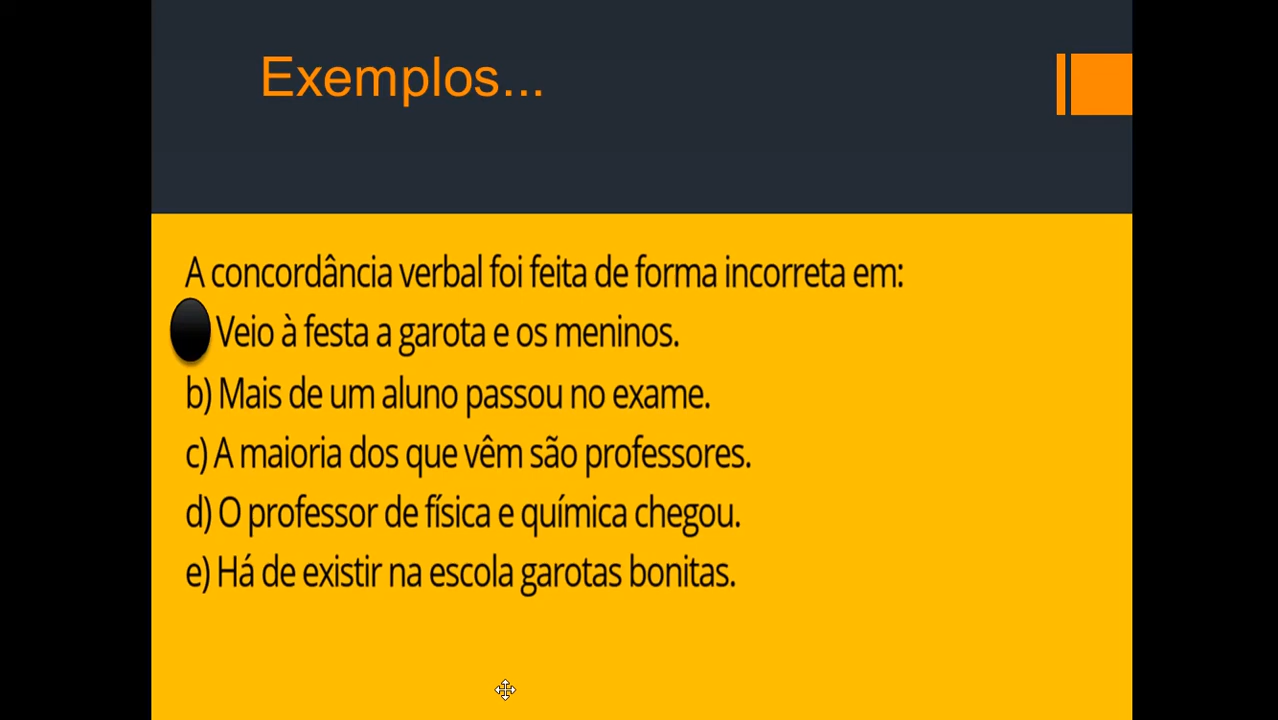 Exemplos...
A concordância verbal foi feita de forma incorreta em:
Veio à festa a garota e os meninos.
b) Mais de um aluno passou no exame.
c) A maioria dos que vêm são professores.
d) O professor de física e química chegou.
e) Há de existir na escola garotas bonitas.